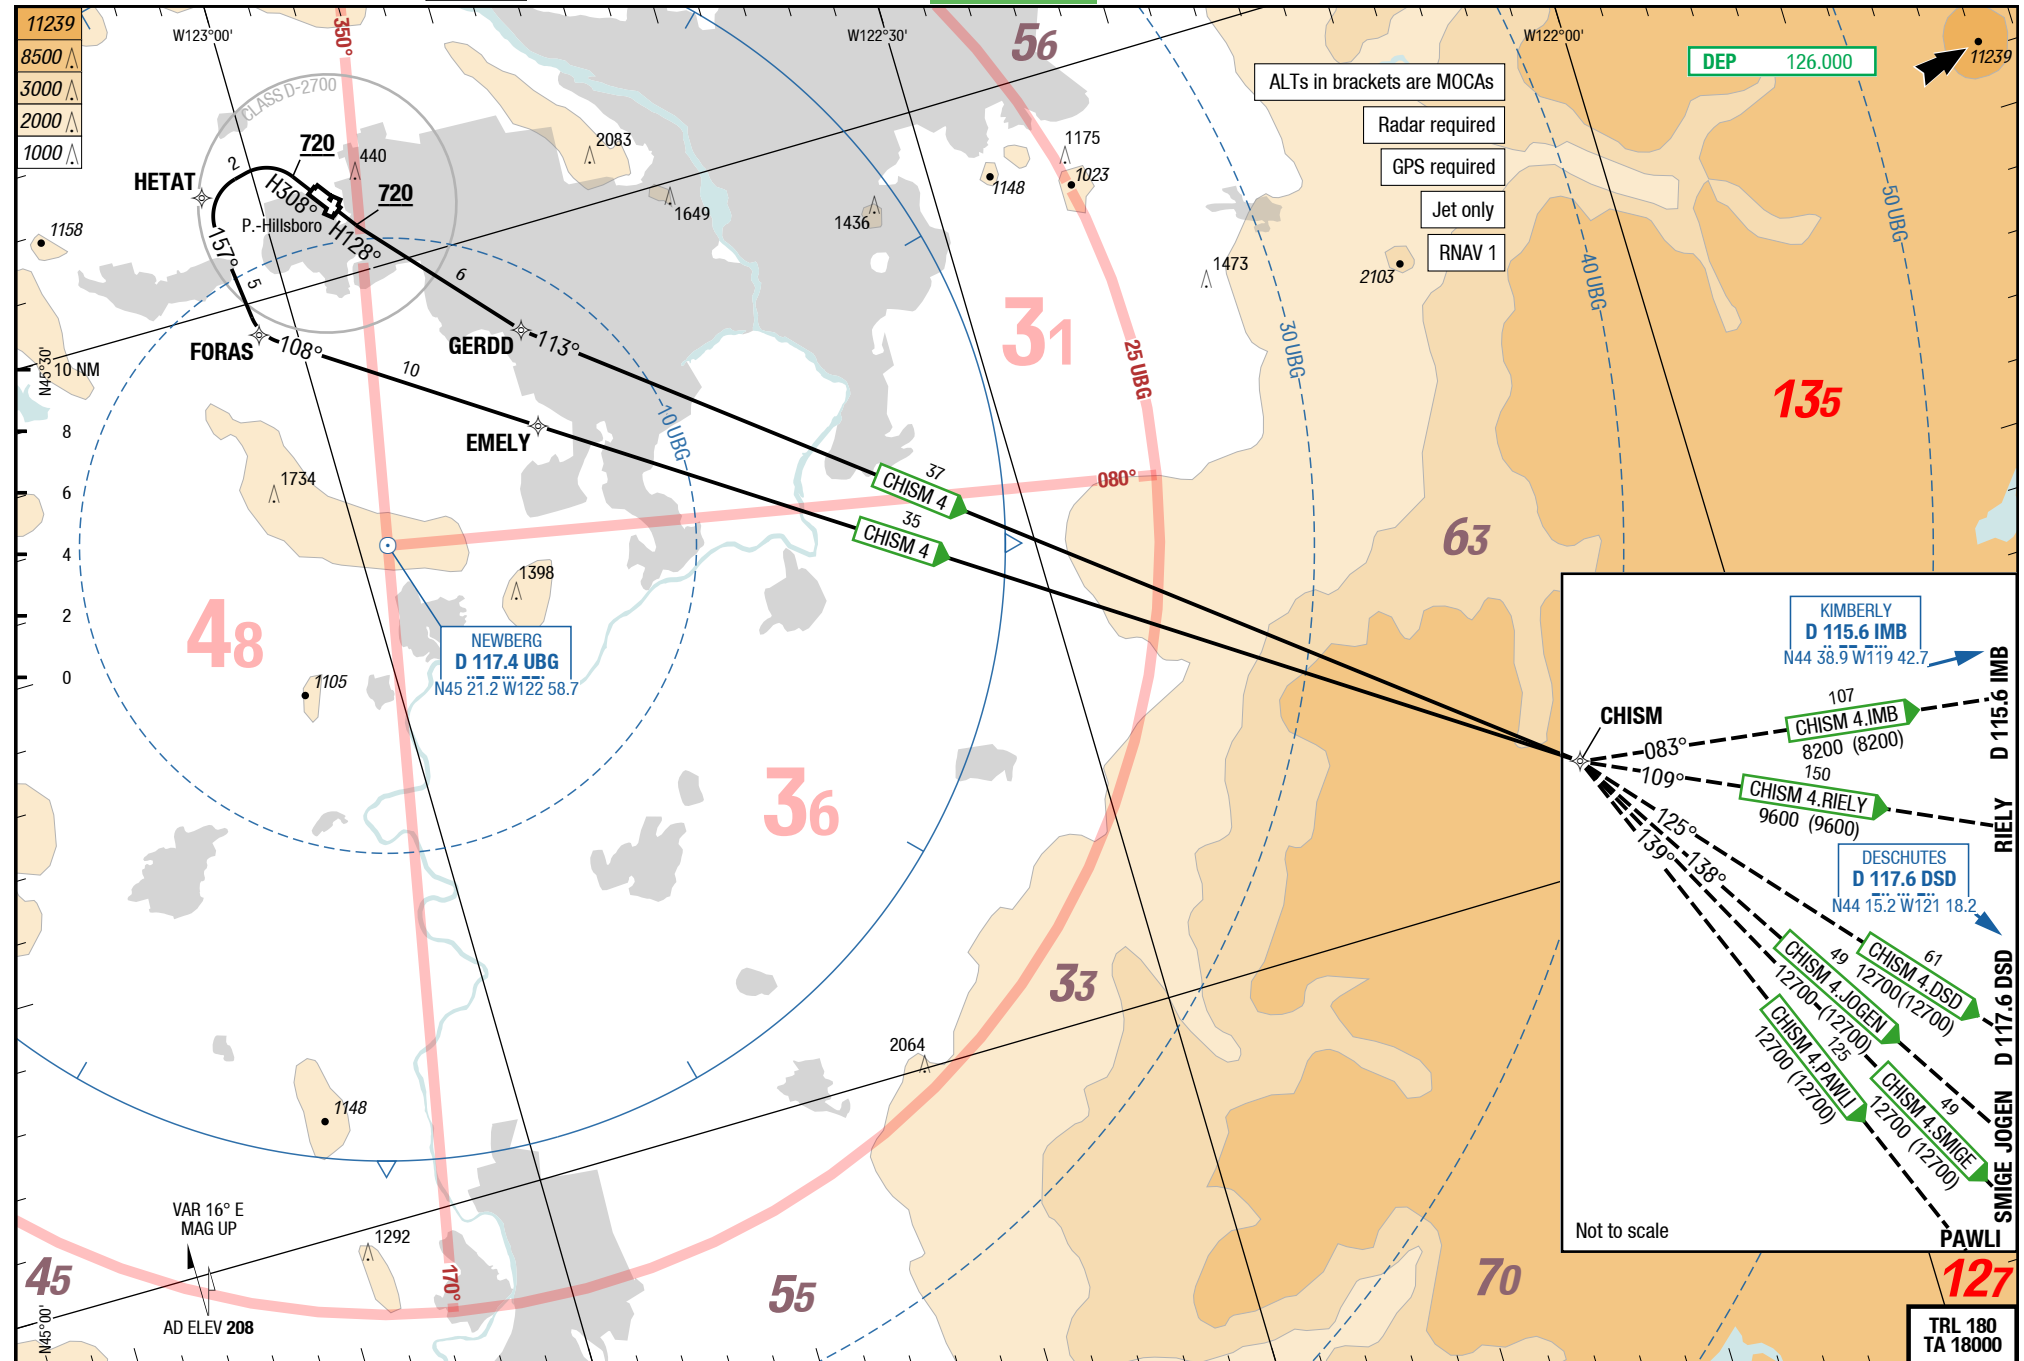 11239
8500
3000
2000
1000
W123°00'
350°
W122°30'
56
W122°00'
DEP 126.000
11239
ALTs in brackets are MOCAs
Radar required
GPS required
Jet only
RNAV 1
CLASS D-2700
720
440
720
HETAT
2
H308°
P.-Hillsboro
H128°
157°
5
6
2083
1649
1436
1148
1175
1023
1473
2103
1158
50 UBG
40 UBG
30 UBG
25 UBG
10 UBG
31
135
N45°30'
10 NM
8
6
4
2
0
FORAS
108°
10
GERDD
113°
EMELY
37
CHISM 4
35
CHISM 4
080°
1734
1398
63
48
NEWBERG
D 117.4 UBG
N45 21.2 W122 58.7
1105
36
KIMBERLY
D 115.6 IMB
N44 38.9 W119 42.7
D 115.6 IMB
CHISM
083°
107
CHISM 4.IMB
8200 (8200)
109°
150
CHISM 4.RIELY
9600 (9600)
RIELY
125°
138°
139°
DESCHUTES
D 117.6 DSD
N44 15.2 W121 18.2
61
CHISM 4.DSD
12700(12700)
D 117.6 DSD
49
CHISM 4.JOGEN
12700 (12700)
JOGEN
125
CHISM 4.PAWLI
12700 (12700)
49
CHISM 4.SMIGE
12700 (12700)
SMIGE
PAWLI
Not to scale
33
2064
1148
VAR 16° E
MAG UP
1292
170°
45
55
70
127
AD ELEV 208
N45°00'
TRL 180
TA 18000